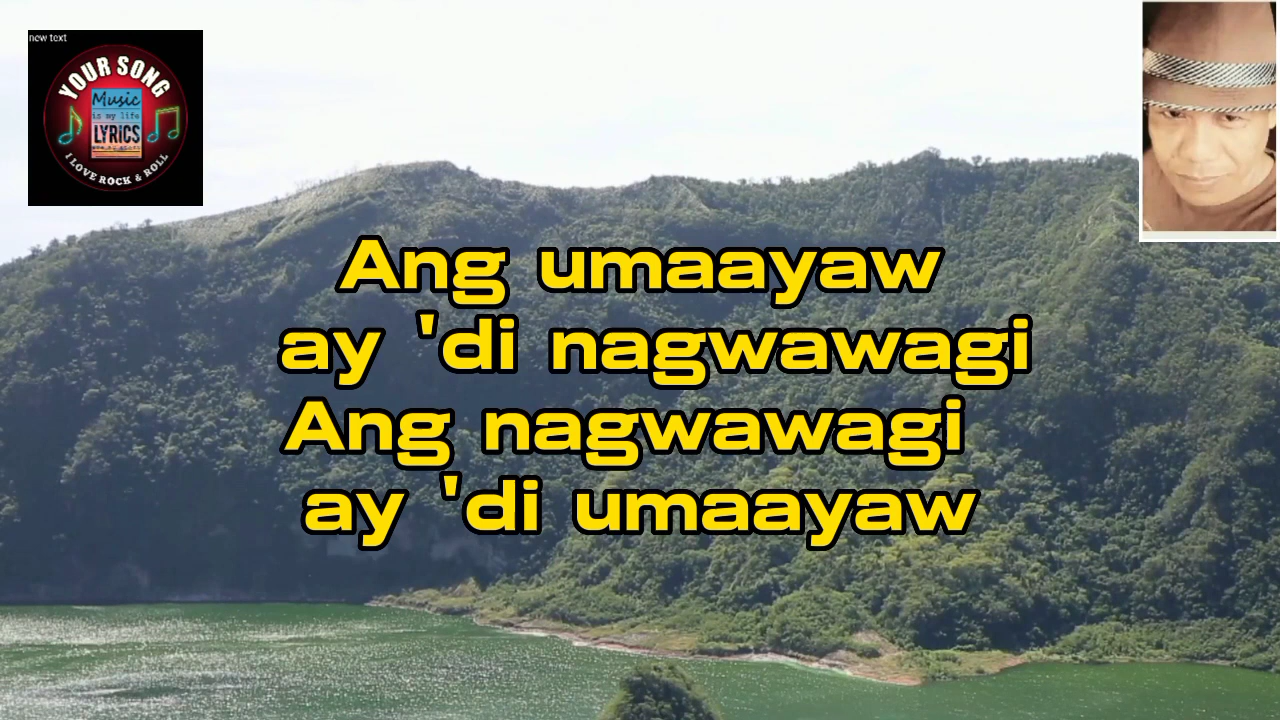 new text
YOUR SONG
Music
is my life
LYRICS
I LOVE ROCK & ROLL
Ang umaayaw
ay 'di nagwawagi
Ang nagwawagi
ay 'di umaayaw